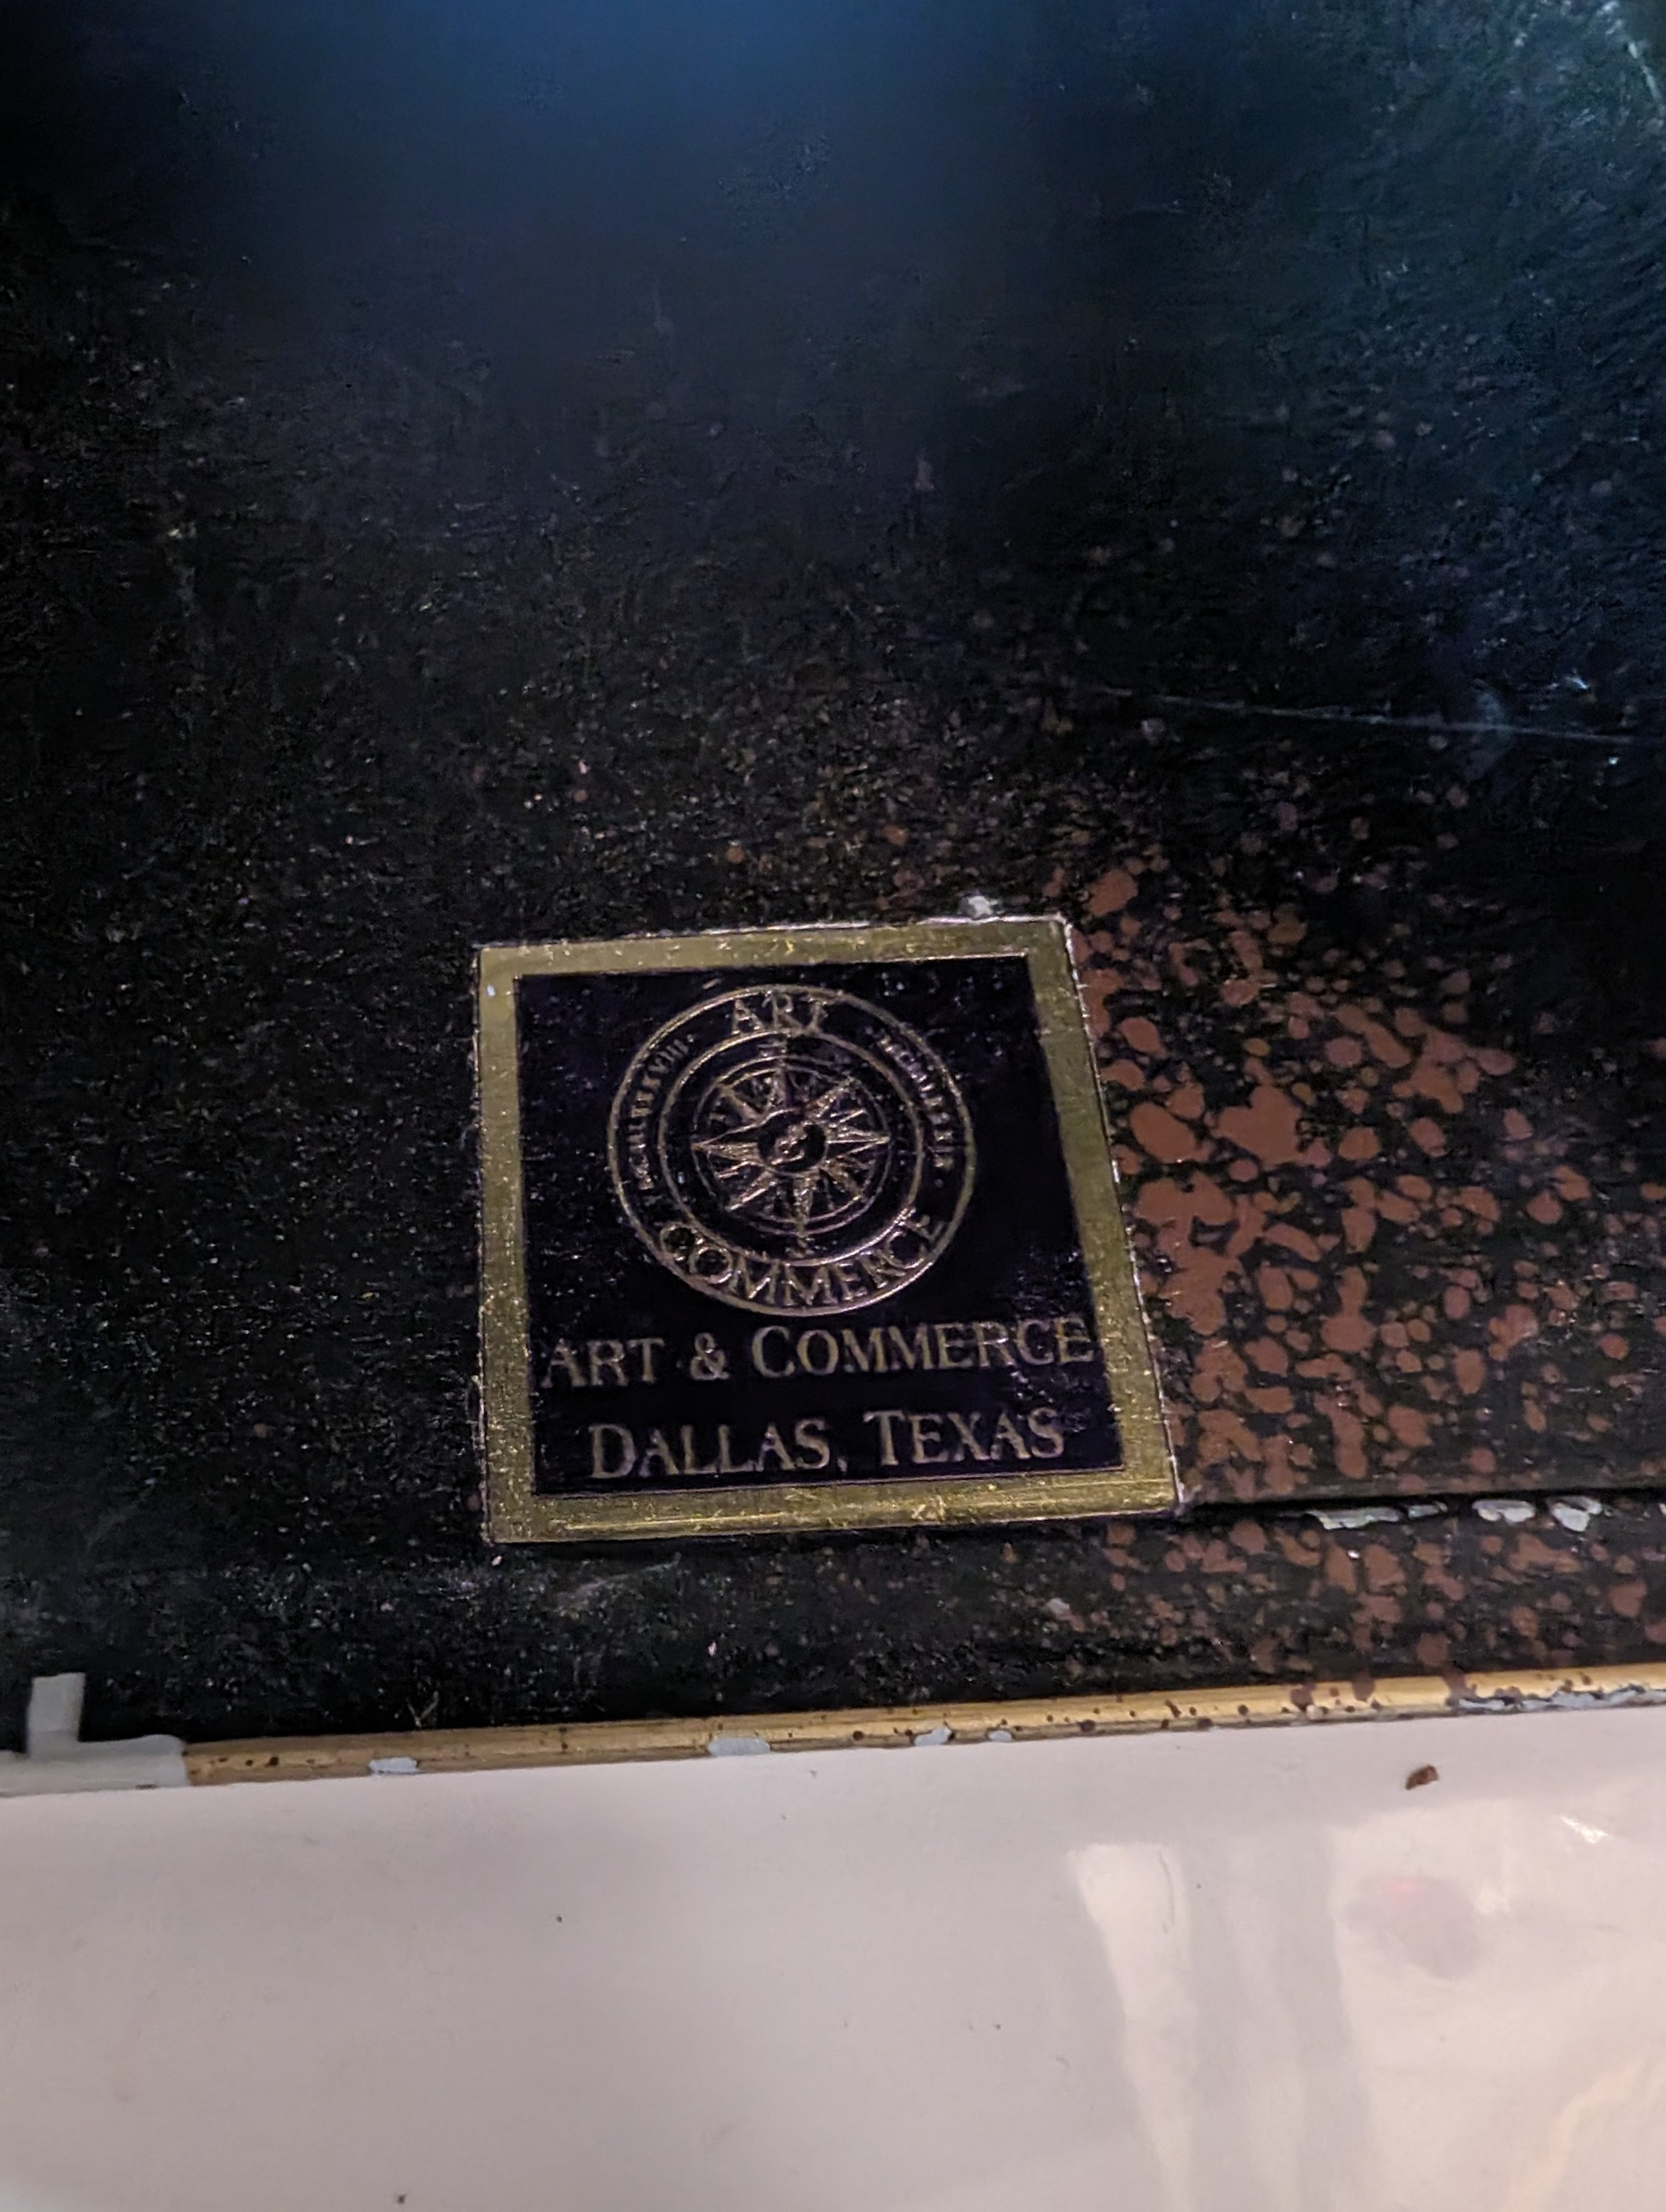 ART
&
COMMERCE
ART & COMMERCE
DALLAS, TEXAS